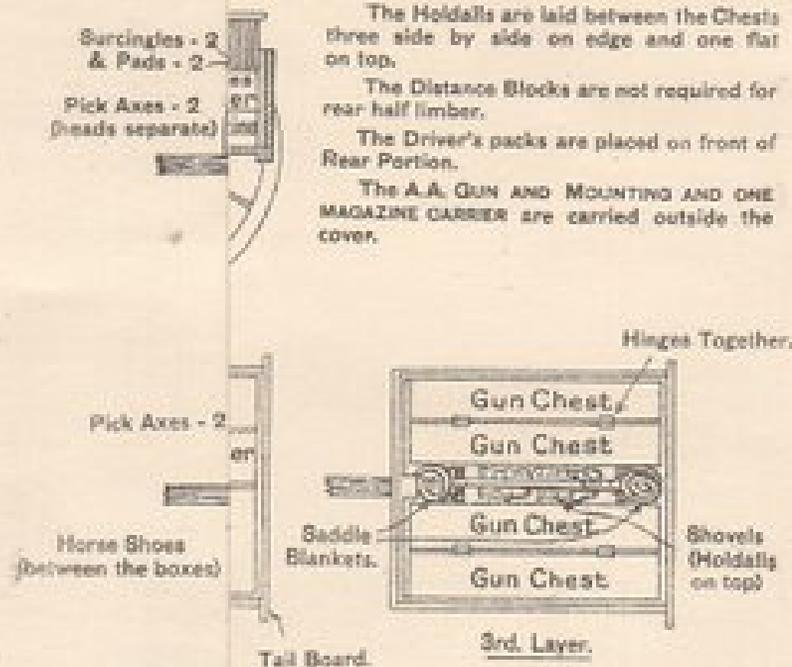 The Holdalls are laid between the Chests
three side by side on edge and one flat
on top.
The Distance Blocks are not required for
rear half limber.
The Driver's packs are placed on front of
Rear Portion.
The A.A. GUN AND MOUNTING AND ONE
MAGAZINE CARRIER are carried outside the
cover.
Surcingles - 2
& Pads - 2
Pick Axes - 2
(heads separate)
es
er
and
Pick Axes - 2
er
Horse Shoes
(between the boxes)
Tail Board.
Hinges Together.
Gun Chest.
Gun Chest
Gun Chest
Gun Chest
Saddle
Blankets.
Shovels
(Holdalls
on top)
3rd. Layer.